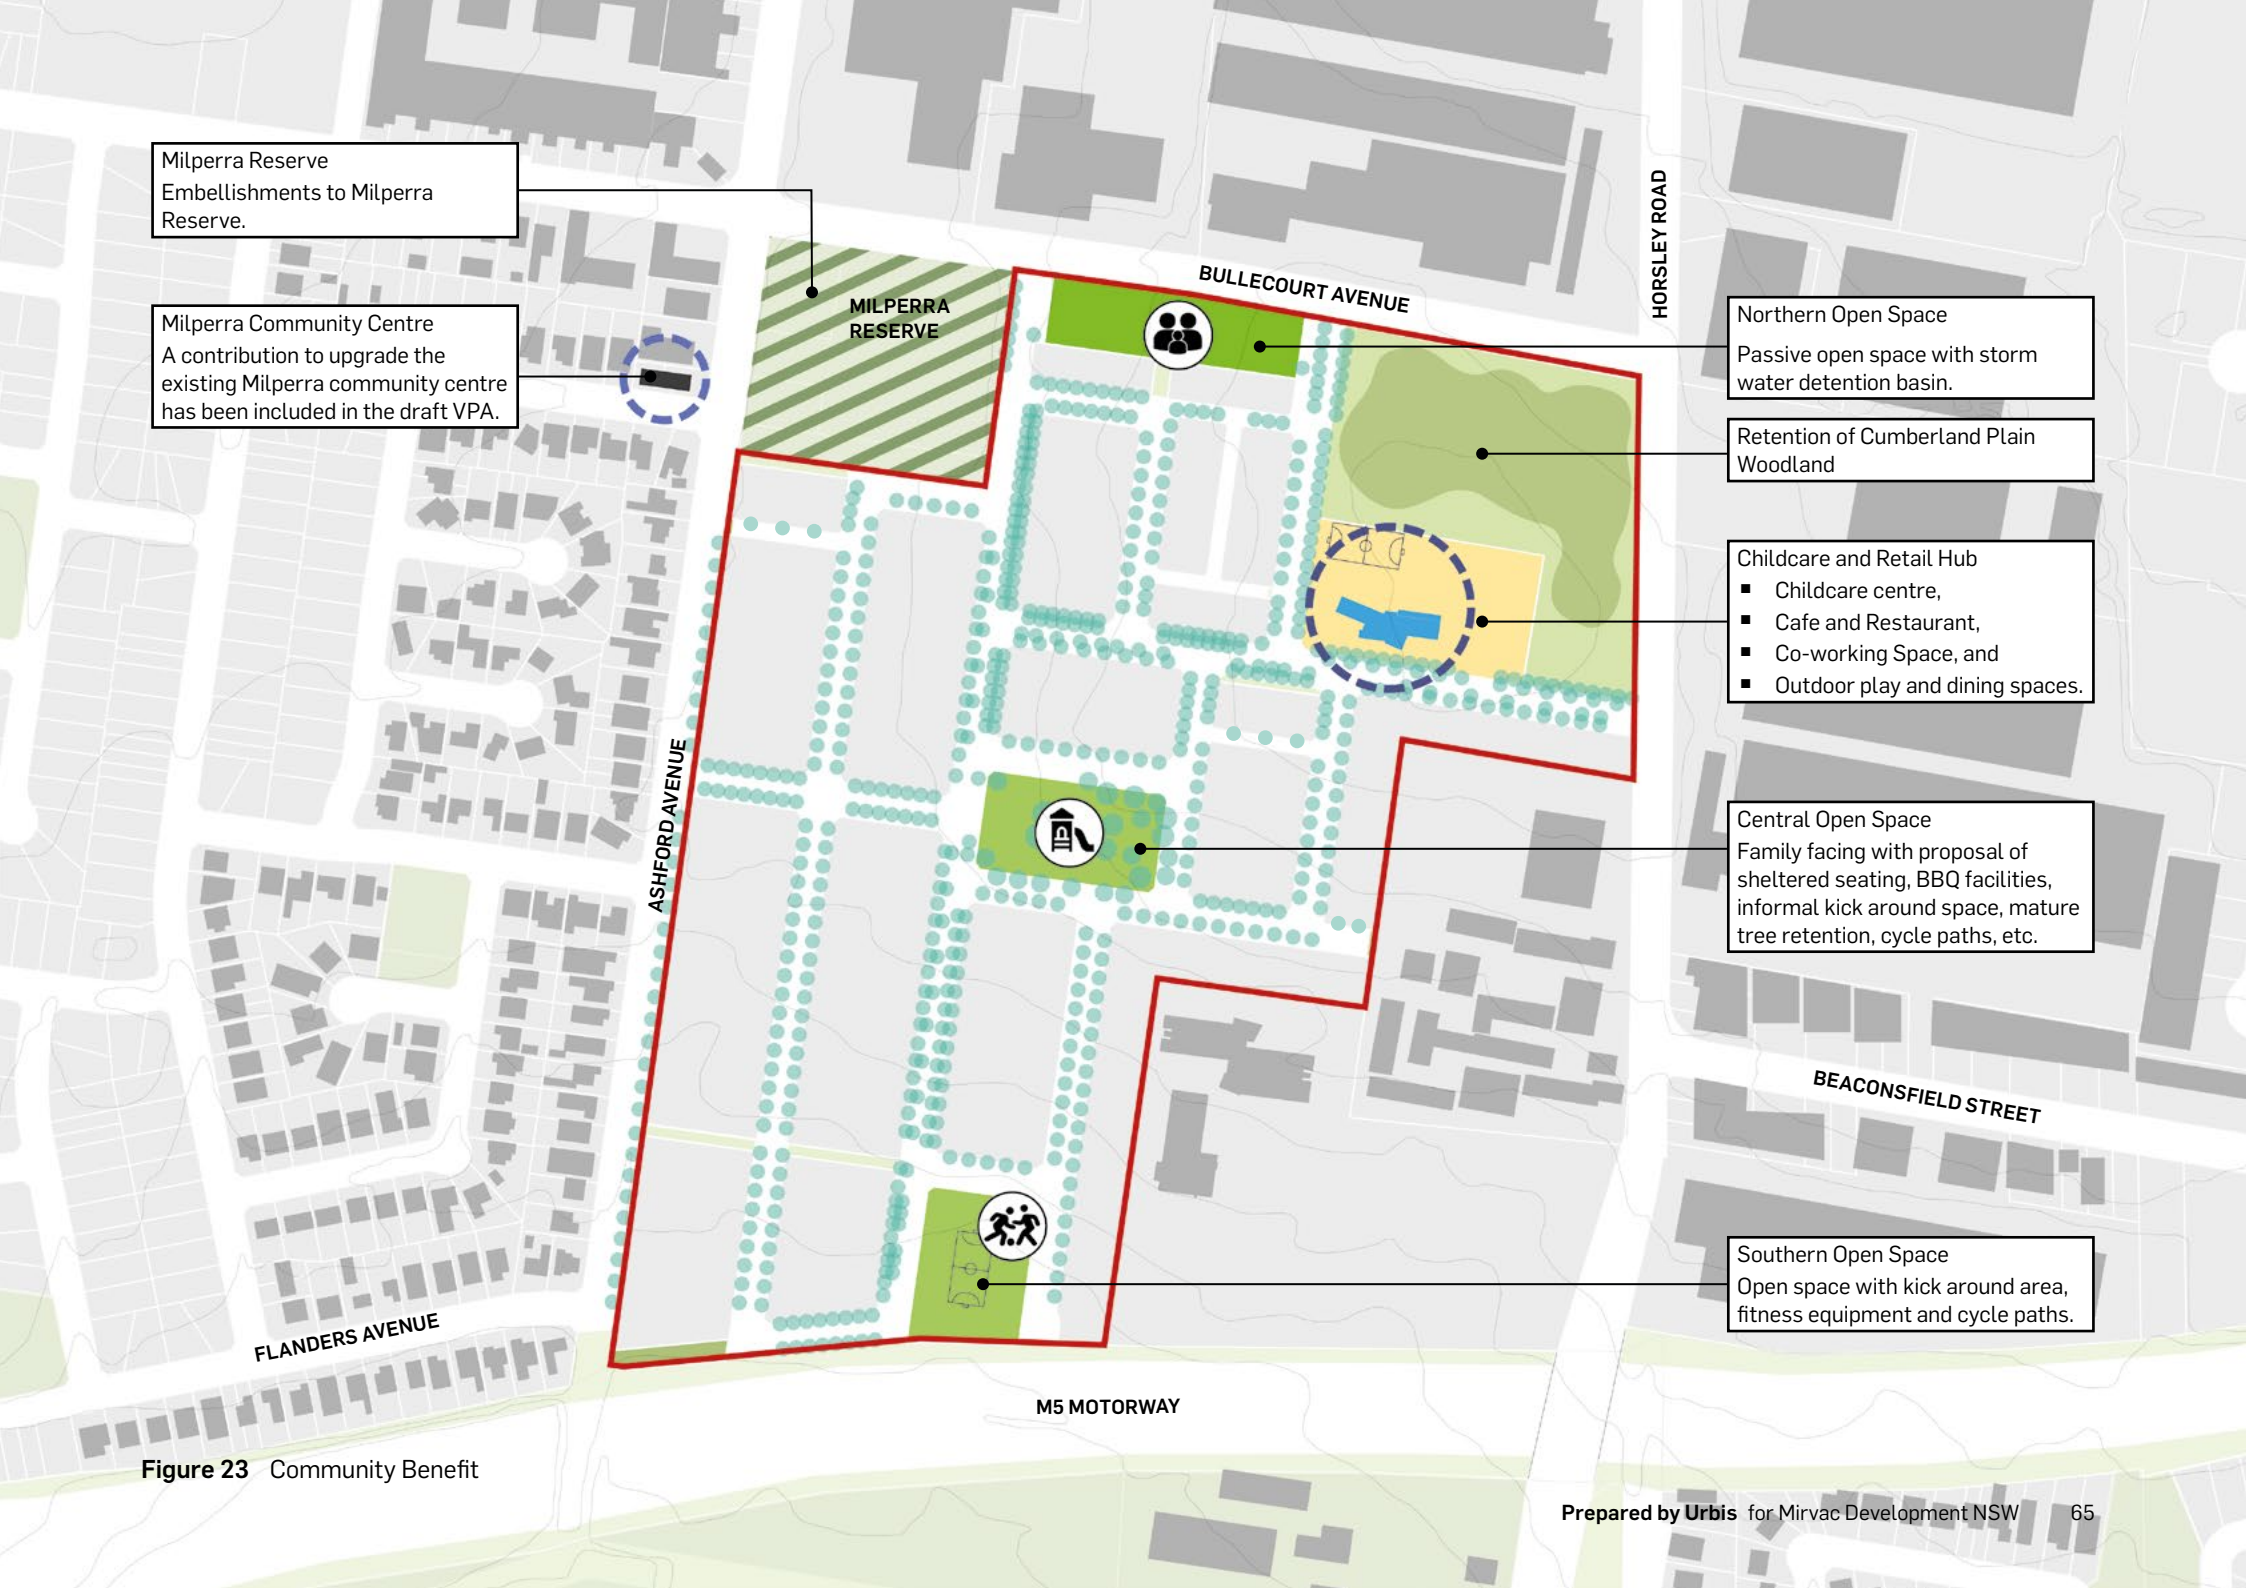 Milperra Reserve
Embellishments to Milperra
Reserve.
Milperra Community Centre
A contribution to upgrade the
existing Milperra community centre
has been included in the draft VPA.
MILPERRA
RESERVE
BULLECOURT AVENUE
HORSLEY ROAD
Northern Open Space
Passive open space with storm
water detention basin.
Retention of Cumberland Plain
Woodland
Childcare and Retail Hub
▪ Childcare centre,
▪ Cafe and Restaurant,
▪ Co-working Space, and
▪ Outdoor play and dining spaces.
ASHFORD AVENUE
Central Open Space
Family facing with proposal of
sheltered seating, BBQ facilities,
informal kick around space, mature
tree retention, cycle paths, etc.
BEACONSFIELD STREET
Southern Open Space
Open space with kick around area,
fitness equipment and cycle paths.
FLANDERS AVENUE
M5 MOTORWAY
Figure 23 Community Benefit
Prepared by Urbis for Mirvac Development NSW 65